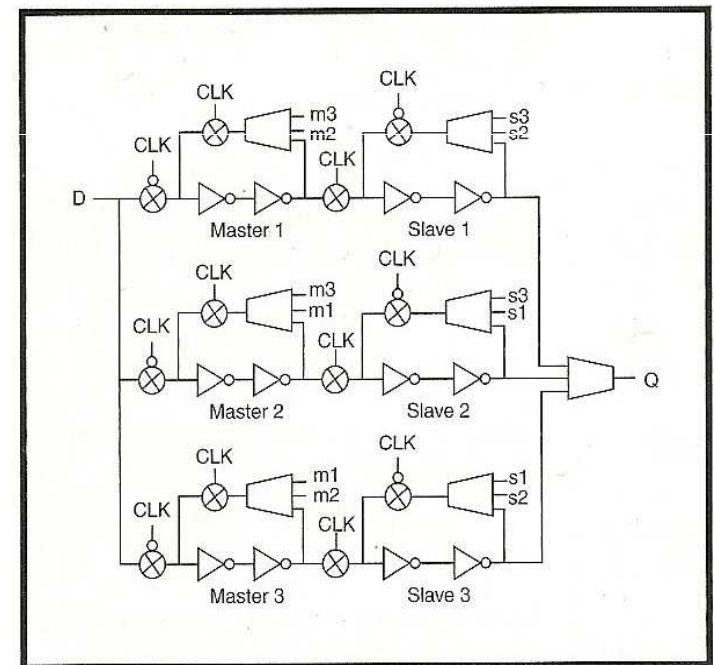 CLK
CLK
m3
m2
s3
s2
CLK
CLK
D
Master 1
Slave 1
CLK
CLK
m3
m1
s3
s1
CLK
CLK
Q
Master 2
Slave 2
CLK
CLK
m1
m2
s1
s2
CLK
CLK
Master 3
Slave 3